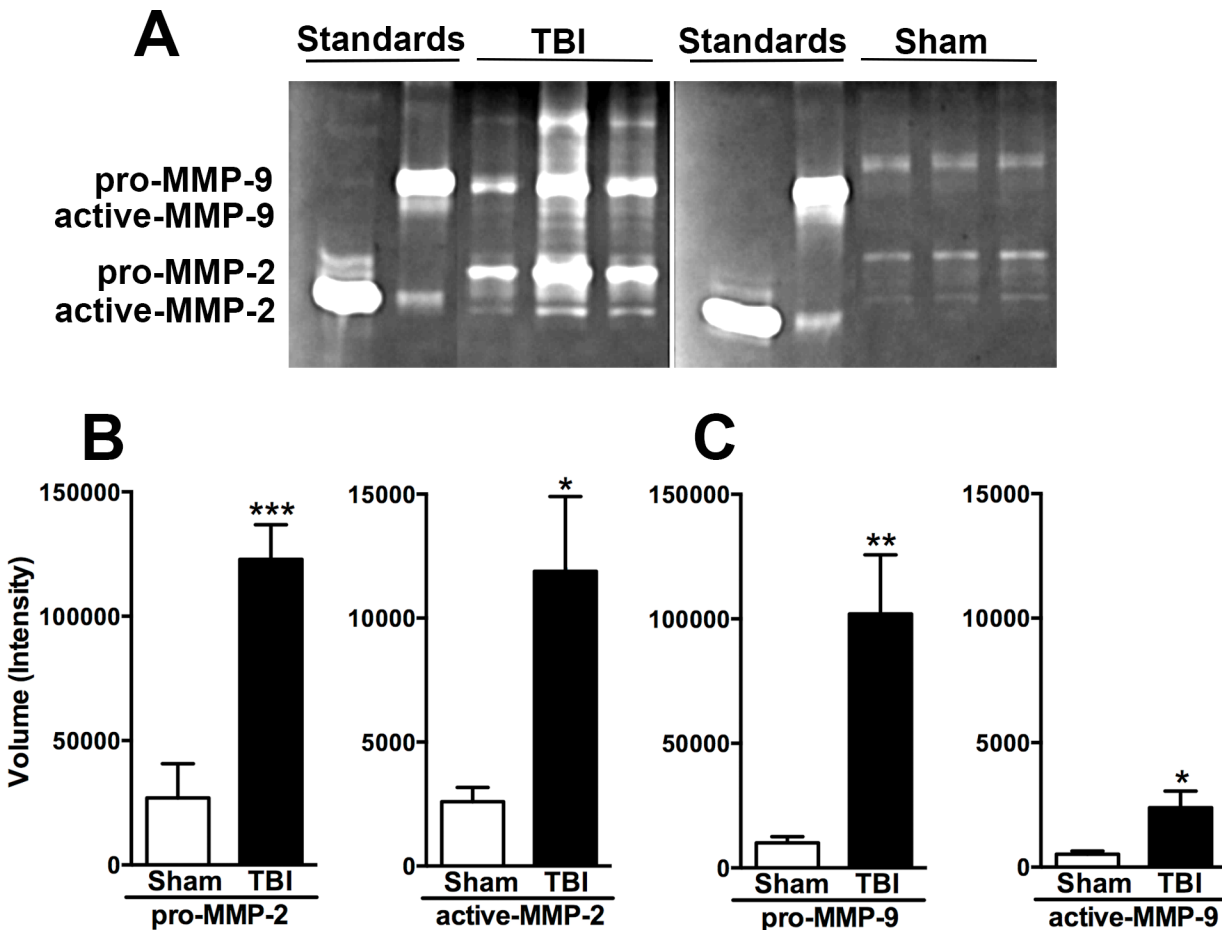 A
Standards TBI Standards Sham
pro-MMP-9
active-MMP-9
pro-MMP-2
active-MMP-2
B
C
Volume (Intensity)
150000
100000
50000
0
***
Sham TBI
pro-MMP-2
15000
10000
5000
0
*
Sham TBI
active-MMP-2
150000
100000
50000
0
**
Sham TBI
pro-MMP-9
15000
10000
5000
0
*
Sham TBI
active-MMP-9